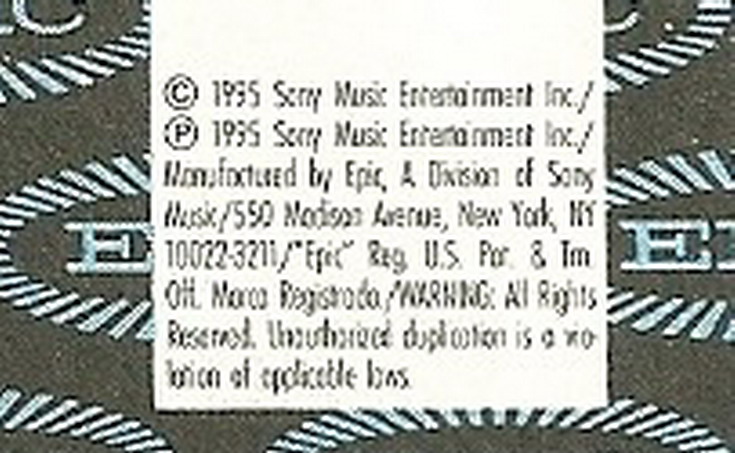 © 1995 Sony Music Entertainment Inc./
℗ 1995 Sony Music Entertainment Inc./
Manufactured by Epic, A Division of Sony
Music/550 Madison Avenue, New York, NY
10022-3211/"Epic" Reg. U.S. Pat. & Tm.
Off. Marca Registrada./WARNING: All Rights
Reserved. Unauthorized duplication is a vio-
lation of applicable laws.